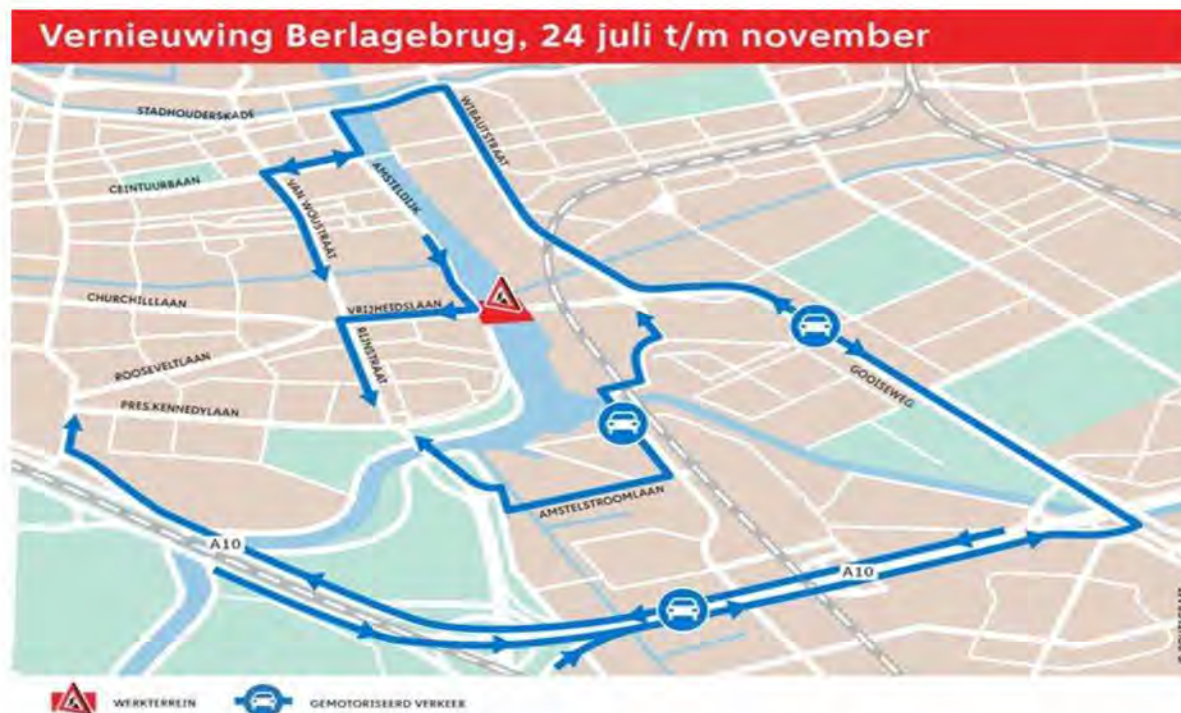 Vernieuwing Berlagebrug, 24 juli t/m november
STADHOUDERSKADE
WIBAUTSTRAAT
CEINTUURBAAN
VAN WOUSTRAAT
AMSTELDIJK
CHURCHILLLAAN
VRIJHEIDSLAAN
ROOSEVELTLAAN
RIJNSTRAAT
GOOISEWEG
PRES.KENNEDYLAAN
AMSTELSTROOMLAAN
A10
A10
WERKTERREIN
GEMOTORISEERD VERKEER